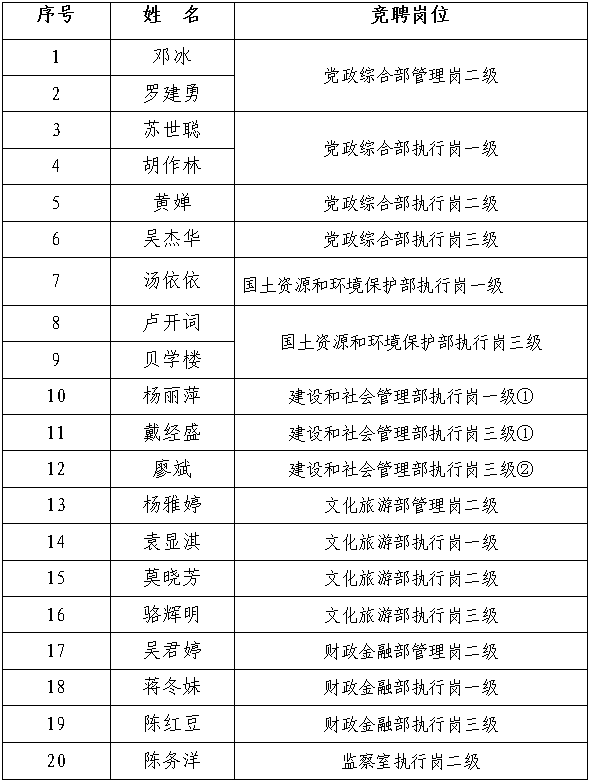 序号 姓 名 竞聘岗位
1 邓冰 党政综合部管理岗二级
2 罗建勇
3 苏世聪 党政综合部执行岗一级
4 胡作林
5 黄婵 党政综合部执行岗二级
6 吴杰华 党政综合部执行岗三级
7 汤依依 国土资源和环境保护部执行岗一级
8 卢开词 国土资源和环境保护部执行岗三级
9 贝学楼
10 杨丽萍 建设和社会管理部执行岗一级①
11 戴经盛 建设和社会管理部执行岗三级①
12 廖斌 建设和社会管理部执行岗三级②
13 杨雅婷 文化旅游部管理岗二级
14 袁显淇 文化旅游部执行岗一级
15 莫晓芳 文化旅游部执行岗二级
16 骆辉明 文化旅游部执行岗三级
17 吴君婷 财政金融部管理岗二级
18 蒋冬妹 财政金融部执行岗一级
19 陈红豆 财政金融部执行岗三级
20 陈务洋 监察室执行岗二级